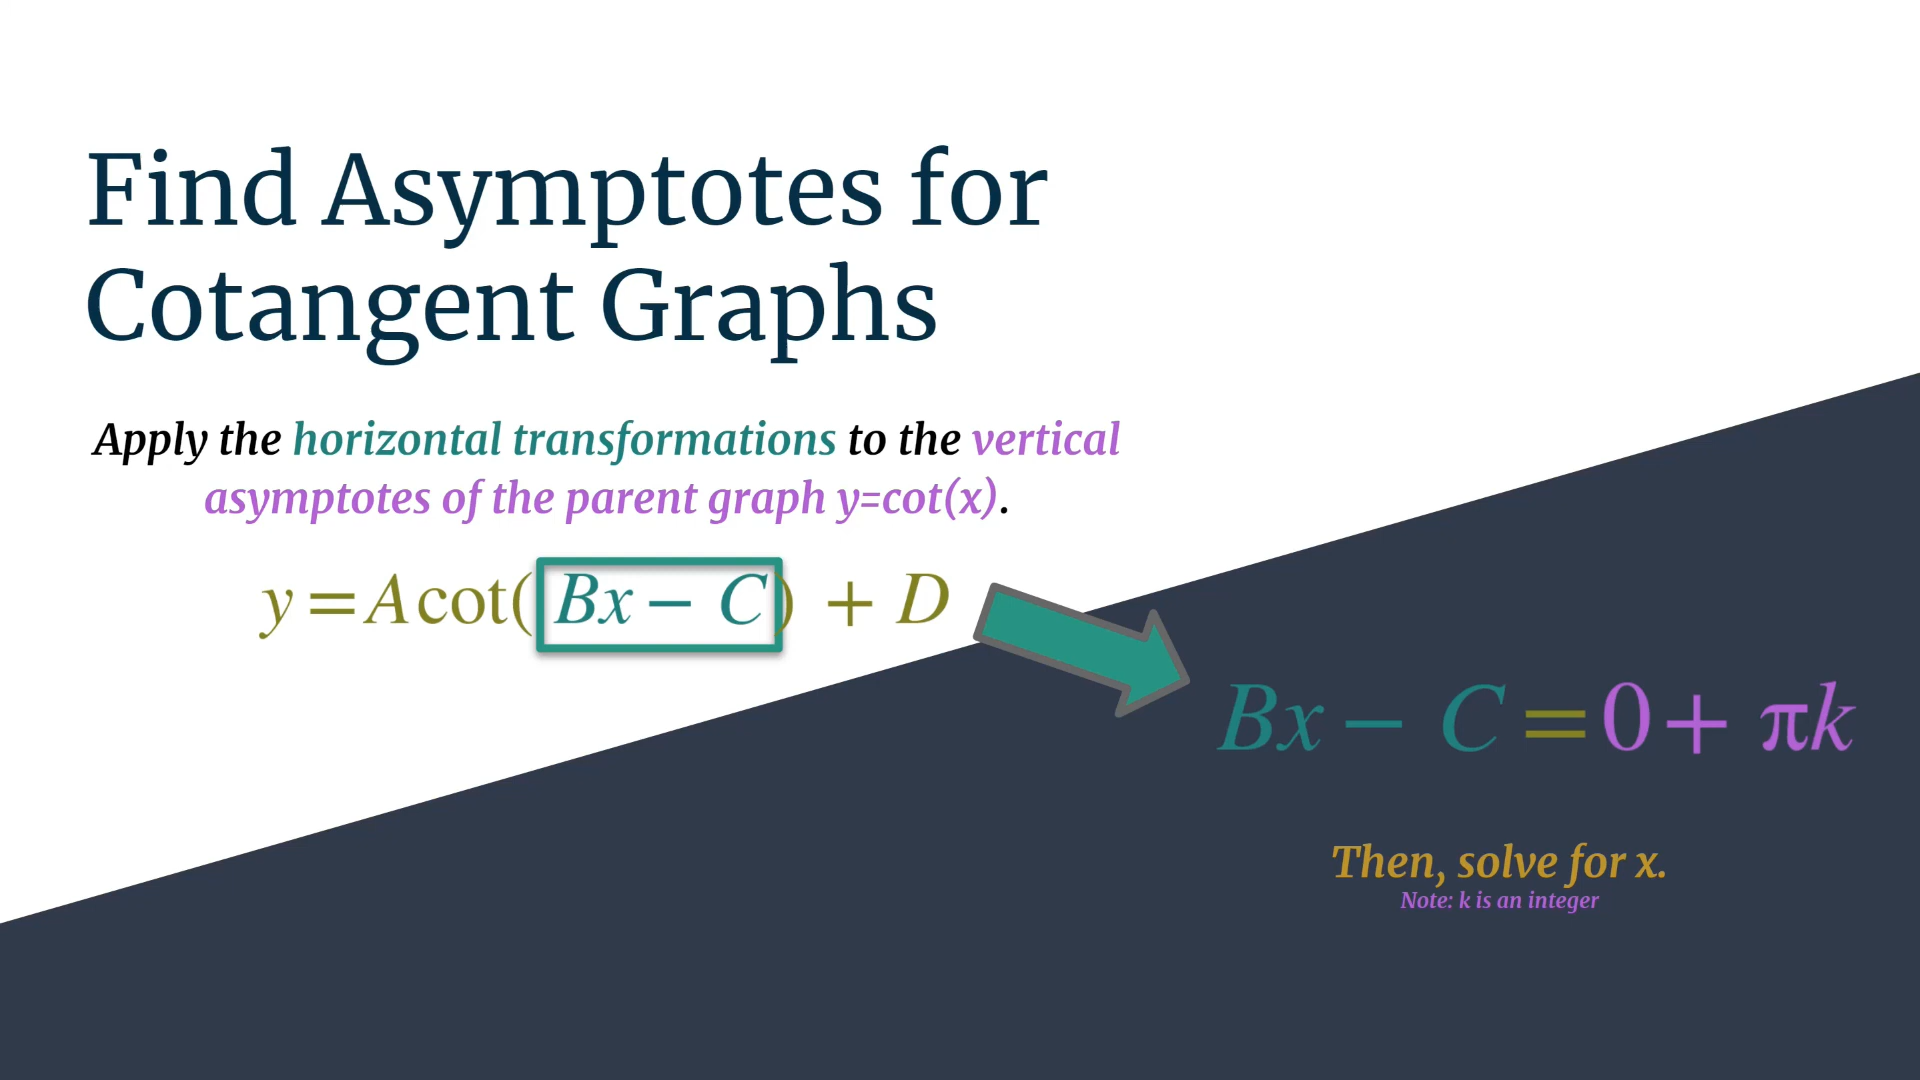 Find Asymptotes for
Cotangent Graphs
Apply the horizontal transformations to the vertical
asymptotes of the parent graph y=cot(x).
y=Acot(Bx− C) + D
Bx− C=0+ πk
Then, solve for x.
Note: k is an integer